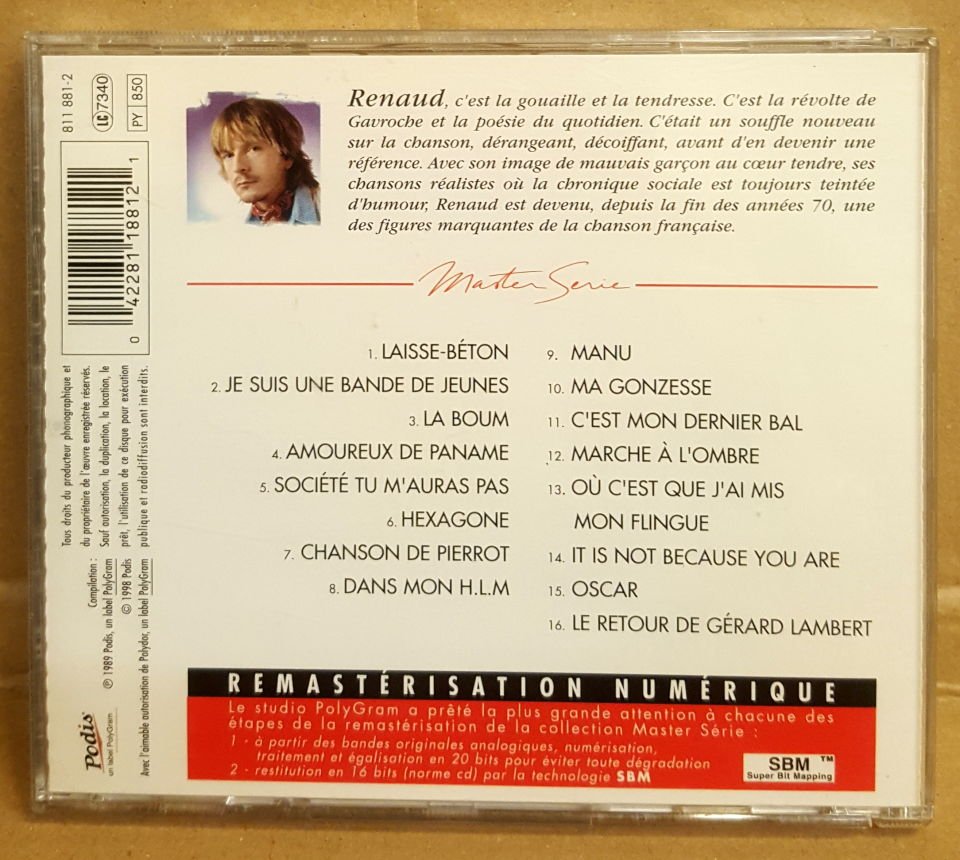 Renaud, c'est la gouaille et la tendresse. C'est la révolte de
Gavroche et la poésie du quotidien. C'était un souffle nouveau
sur la chanson, dérangeant, décoiffant, avant d'en devenir une
référence. Avec son image de mauvais garçon au cœur tendre, ses
chansons réalistes où la chronique sociale est toujours teintée
d'humour, Renaud est devenu, depuis la fin des années 70, une
des figures marquantes de la chanson française.
Master Serie
1. LAISSE-BÉTON
2. JE SUIS UNE BANDE DE JEUNES
3. LA BOUM
4. AMOUREUX DE PANAME
5. SOCIÉTÉ TU M'AURAS PAS
6. HEXAGONE
7. CHANSON DE PIERROT
8. DANS MON H.L.M
9. MANU
10. MA GONZESSE
11. C'EST MON DERNIER BAL
12. MARCHE À L'OMBRE
13. OÙ C'EST QUE J'AI MIS
MON FLINGUE
14. IT IS NOT BECAUSE YOU ARE
15. OSCAR
16. LE RETOUR DE GÉRARD LAMBERT
REMASTÉRISATION NUMÉRIQUE
Le studio PolyGram a prêté la plus grande attention à chacune des
étapes de la remastérisation de la collection Master Série :
1 - à partir des bandes originales analogiques, numérisation,
traitement et égalisation en 20 bits pour éviter toute dégradation
2 - restitution en 16 bits (norme cd) par la technologie SBM
SBM ™
Super Bit Mapping
811 881-2
LC 7340
PY 850
0 42281 18812 1
Tous droits du producteur phonographique et
du propriétaire de l'œuvre enregistrée réservés.
Sauf autorisation, la duplication, la location, le
prêt, l'utilisation de ce disque pour exécution
publique et radiodiffusion sont interdits.
Compilation :
℗ 1989 Podis, un label PolyGram
© 1998 Podis
Avec l'aimable autorisation de Polydor, un label PolyGram
Podis
un label PolyGram